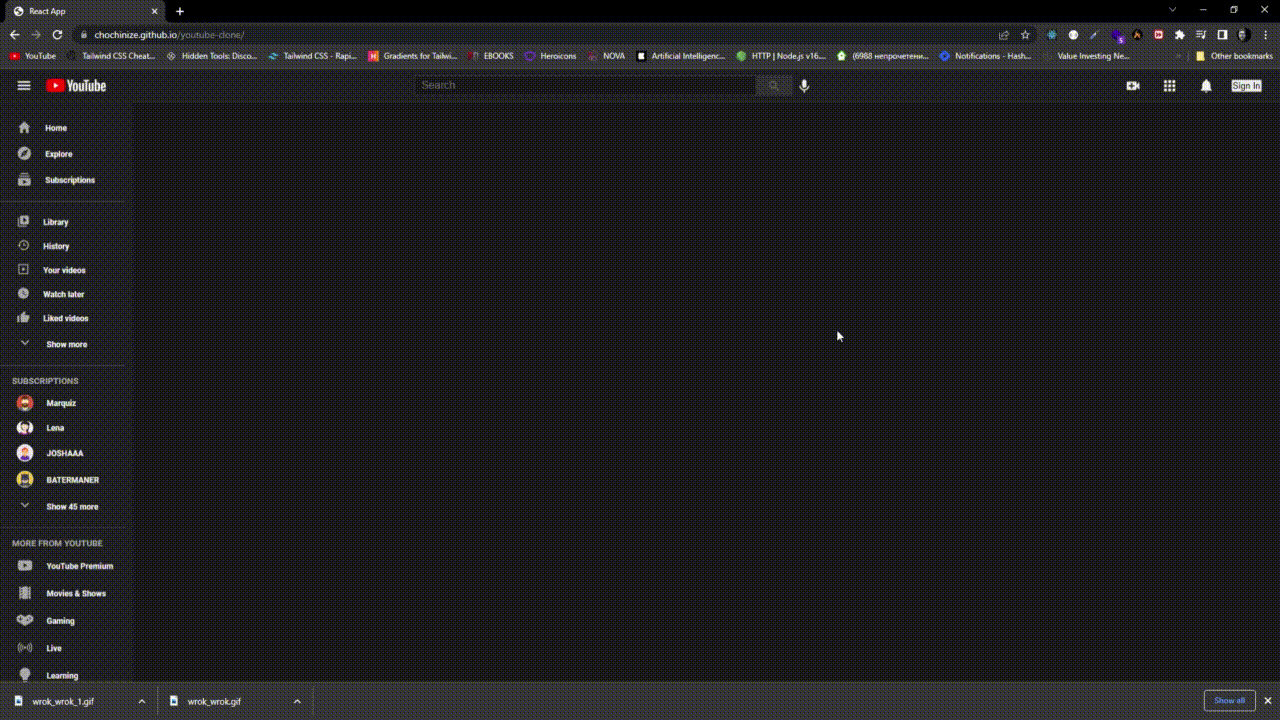 React App
chochinize.github.io/youtube-clone/
YouTube Tailwind CSS Cheat... Hidden Tools: Disco... Tailwind CSS - Rapi... Gradients for Tailwi... EBOOKS Heroicons NOVA Artificial Intelligenc... HTTP | Node.js v16.... (6988 непрочетени... Notifications - Hash... Value Investing Ne... » Other bookmarks
YouTube Search Sign In
Home
Explore
Subscriptions
Library
History
Your videos
Watch later
Liked videos
Show more
SUBSCRIPTIONS
Marquiz
Lena
JOSHAAA
BATERMANER
Show 45 more
MORE FROM YOUTUBE
YouTube Premium
Movies & Shows
Gaming
Live
Learning
wrok_wrok_1.gif wrok_wrok.gif Show all